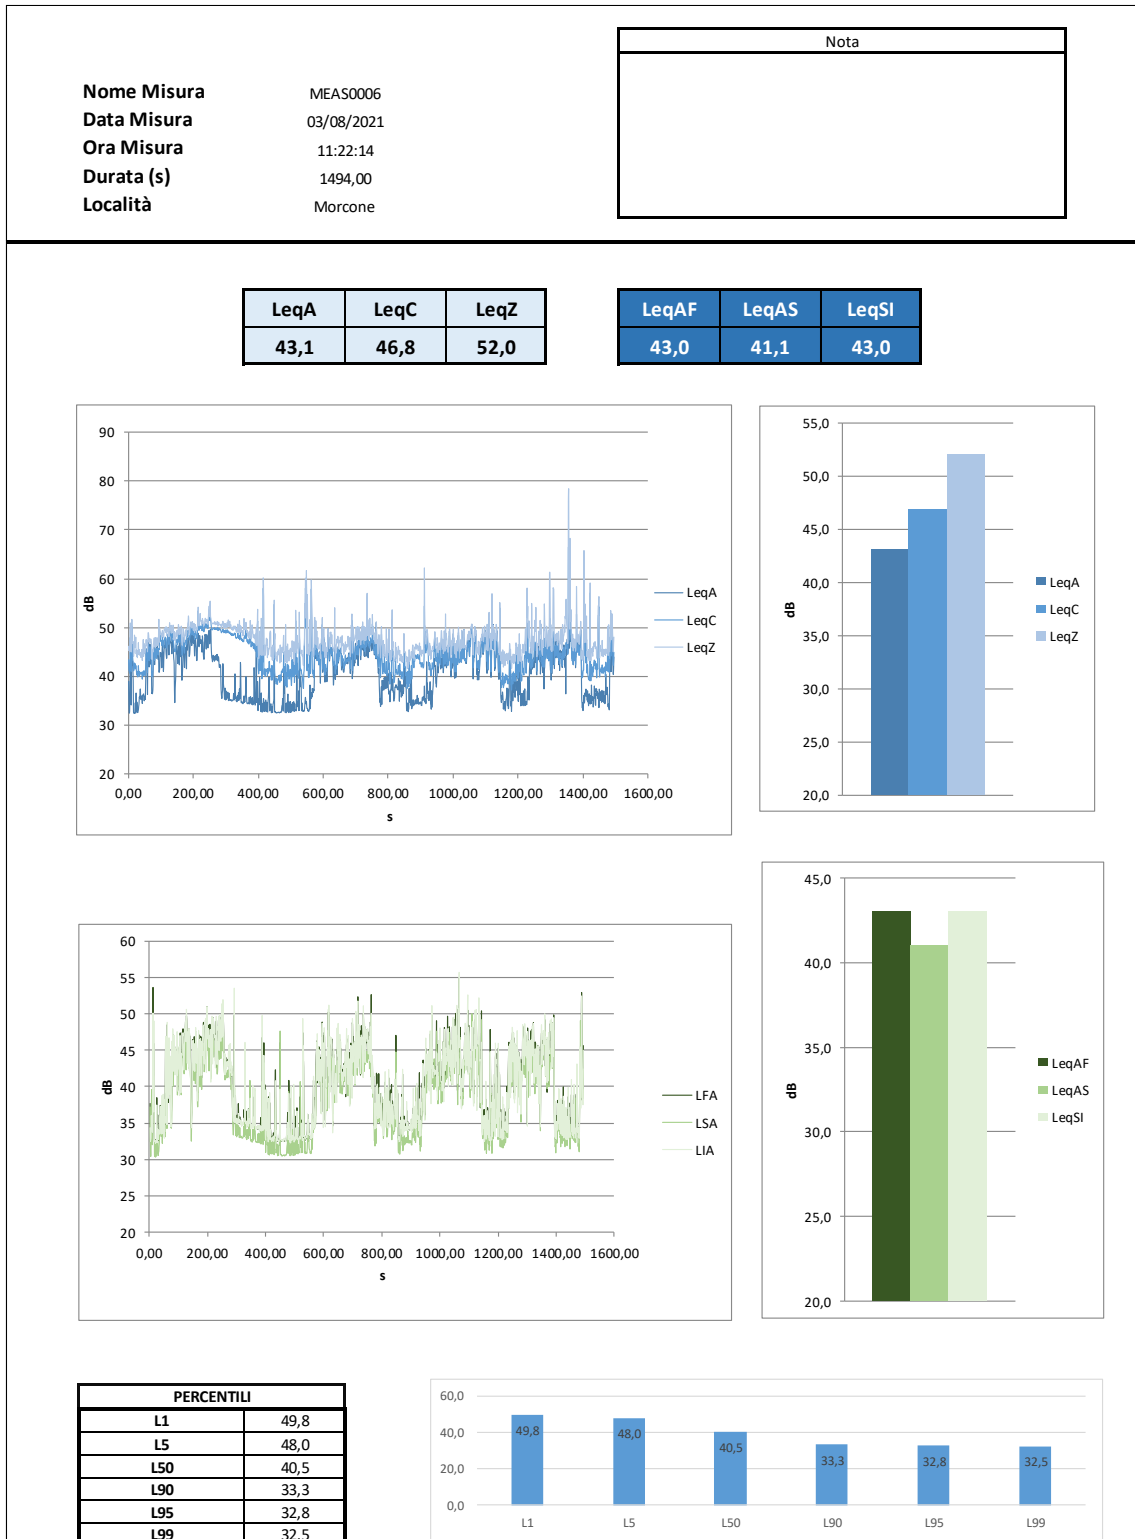 Nota
Nome Misura MEAS0006
Data Misura 03/08/2021
Ora Misura 11:22:14
Durata (s) 1494,00
Località Morcone
LeqA LeqC LeqZ
43,1 46,8 52,0
LeqAF LeqAS LeqSI
43,0 41,1 43,0
90
80
70
60
50
40
30
20
dB
0,00 200,00 400,00 600,00 800,00 1000,00 1200,00 1400,00 1600,00
s
LeqA
LeqC
LeqZ
55,0
50,0
45,0
40,0
35,0
30,0
25,0
20,0
dB
LeqA
LeqC
LeqZ
60
55
50
45
40
35
30
25
20
dB
0,00 200,00 400,00 600,00 800,00 1000,00 1200,00 1400,00 1600,00
s
LFA
LSA
LIA
45,0
40,0
35,0
30,0
25,0
20,0
dB
LeqAF
LeqAS
LeqSI
PERCENTILI
L1 49,8
L5 48,0
L50 40,5
L90 33,3
L95 32,8
L99 32,5
60,0
40,0
20,0
0,0
49,8 48,0 40,5 33,3 32,8 32,5
L1 L5 L50 L90 L95 L99